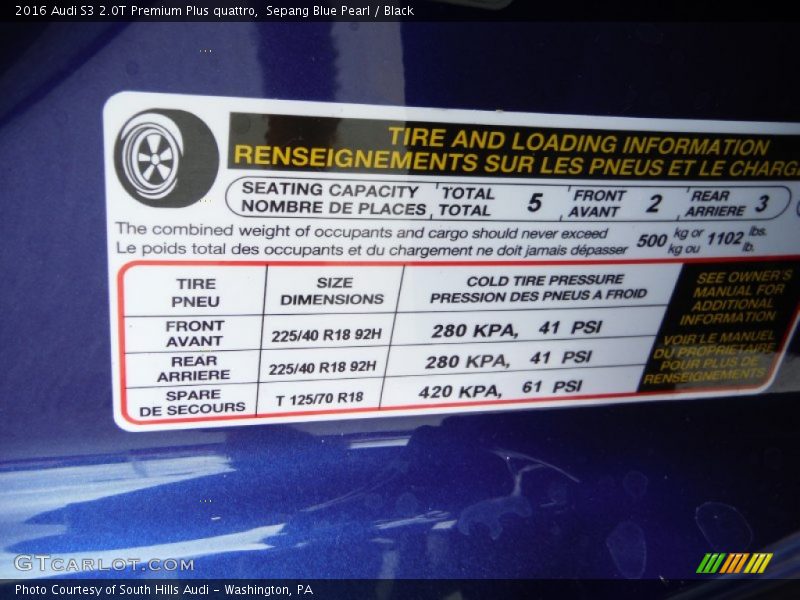 2016 Audi S3 2.0T Premium Plus quattro,  Sepang Blue Pearl / Black
TIRE AND LOADING INFORMATION
RENSEIGNEMENTS SUR LES PNEUS ET LE CHARG
SEATING CAPACITY TOTAL 5 FRONT 2 REAR 3
NOMBRE DE PLACES TOTAL AVANT ARRIERE
The combined weight of occupants and cargo should never exceed 500 kg or 1102 lbs.
Le poids total des occupants et du chargement ne doit jamais dépasser kg ou lb.
TIRE SIZE COLD TIRE PRESSURE
PNEU DIMENSIONS PRESSION DES PNEUS A FROID
FRONT
AVANT 225/40 R18 92H 280 KPA, 41 PSI
REAR
ARRIERE 225/40 R18 92H 280 KPA, 41 PSI
SPARE
DE SECOURS T 125/70 R18 420 KPA, 61 PSI
SEE OWNER'S
MANUAL FOR
ADDITIONAL
INFORMATION
VOIR LE MANUEL
DU PROPRIETAIRE
POUR PLUS DE
RENSEIGNEMENTS
GTCARLOT.COM
Photo Courtesy of South Hills Audi - Washington, PA